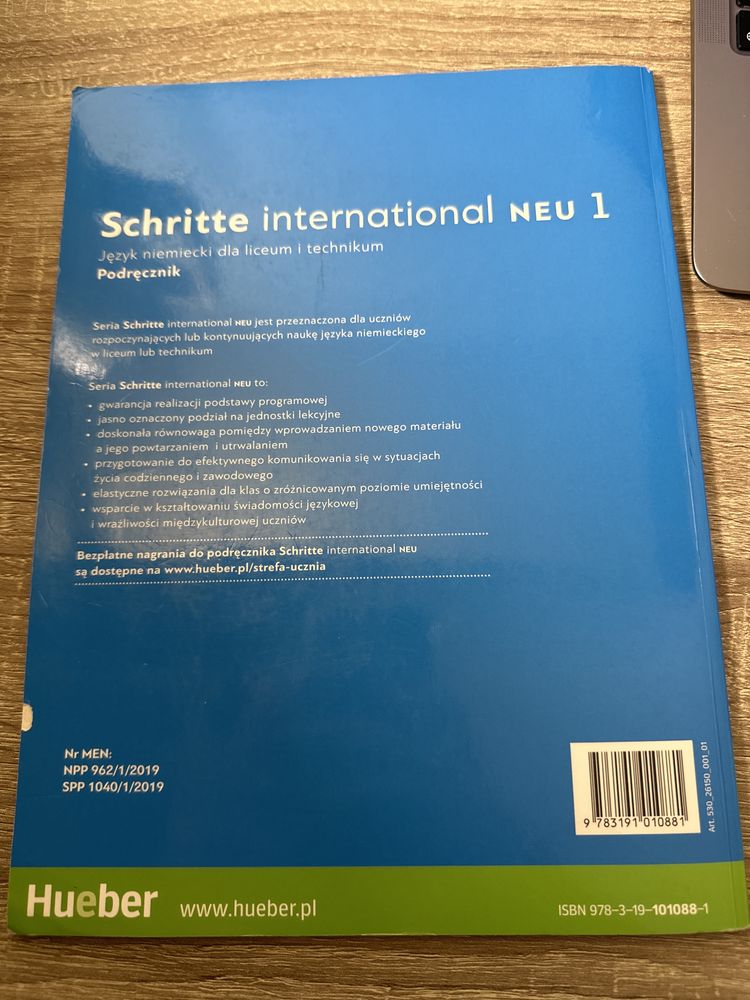 Schritte international NEU 1
Język niemiecki dla liceum i technikum
Podręcznik
Seria Schritte international NEU jest przeznaczona dla uczniów
rozpoczynających lub kontynuujących naukę języka niemieckiego
w liceum lub technikum
Seria Schritte international NEU to:
• gwarancja realizacji podstawy programowej
• jasno oznaczony podział na jednostki lekcyjne
• doskonała równowaga pomiędzy wprowadzaniem nowego materiału
a jego powtarzaniem i utrwalaniem
• przygotowanie do efektywnego komunikowania się w sytuacjach
życia codziennego i zawodowego
• elastyczne rozwiązania dla klas o zróżnicowanym poziomie umiejętności
• wsparcie w kształtowaniu świadomości językowej
i wrażliwości międzykulturowej uczniów
Bezpłatne nagrania do podręcznika Schritte international NEU
są dostępne na www.hueber.pl/strefa-ucznia
Nr MEN:
NPP 962/1/2019
SPP 1040/1/2019
9 783191 010881
Art. 530_26150_001_01
Hueber www.hueber.pl
ISBN 978-3-19-101088-1